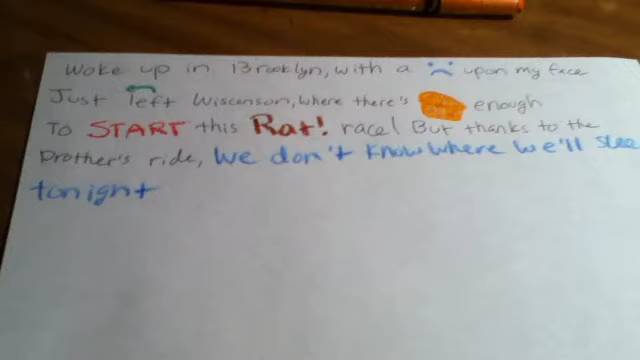 Woke up in Brooklyn, with a upon my face
Just left Wisconson, where there's enough
To START this Rat! race! But thanks to the
Brother's ride, we don't know where we'll slee
tonight